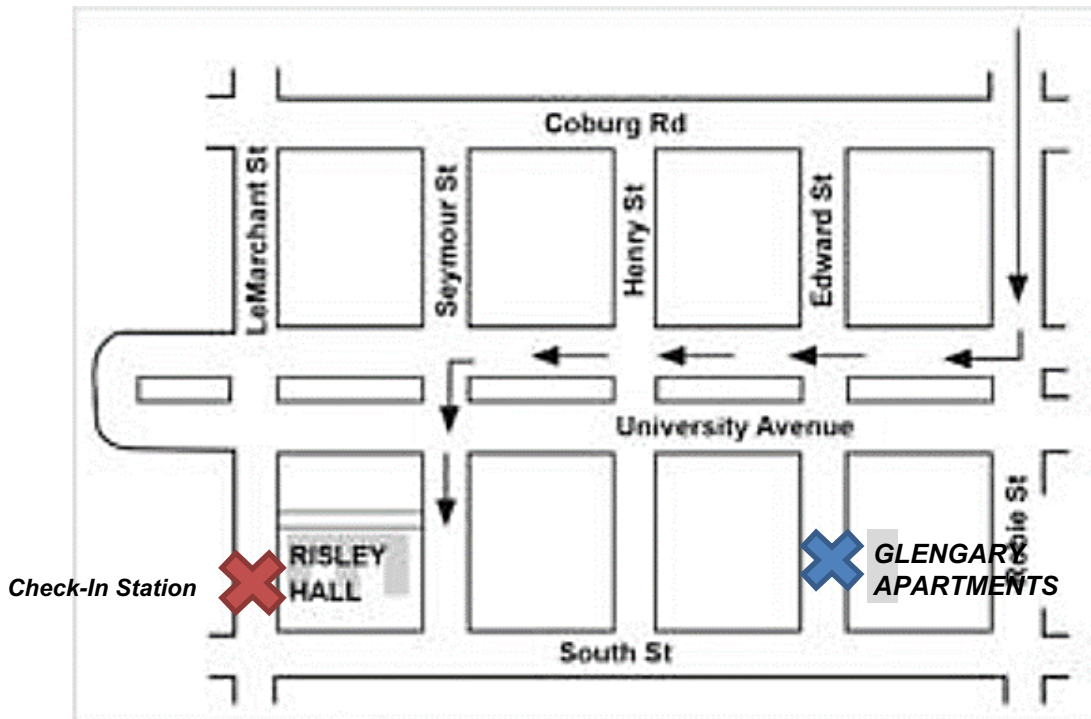 Coburg Rd
LeMarchant St
Seymour St
Henry St
Edward St
University Avenue
Check-In Station
RISLEY
HALL
GLENGARY
APARTMENTS
St
South St